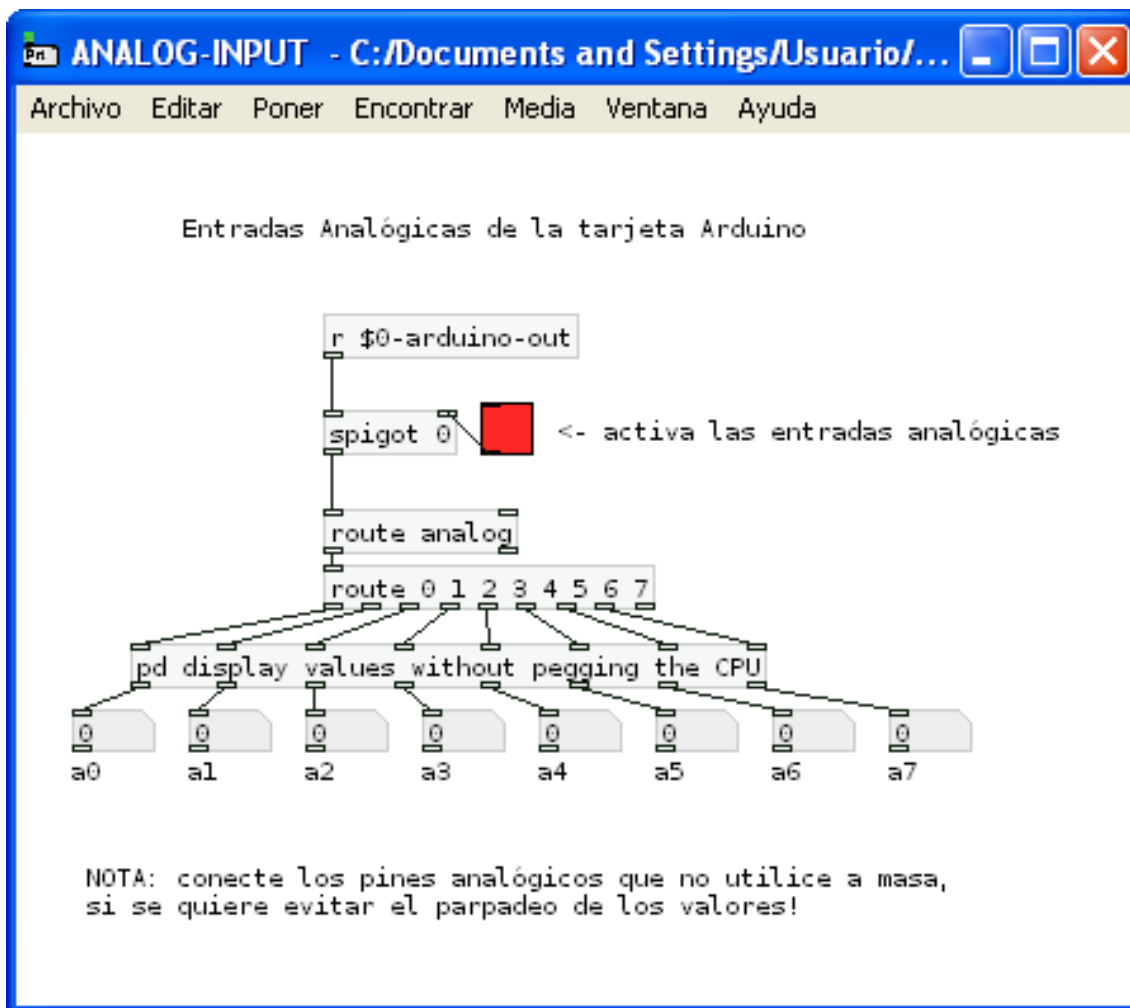 ANALOG-INPUT - C:/Documents and Settings/Usuario/...
Archivo Editar Poner Encontrar Media Ventana Ayuda
Entradas Analógicas de la tarjeta Arduino
r $0-arduino-out
spigot 0
<- activa las entradas analógicas
route analog
route 0 1 2 3 4 5 6 7
pd display values without pegging the CPU
0 0 0 0 0 0 0 0
a0 a1 a2 a3 a4 a5 a6 a7
NOTA: conecte los pines analógicos que no utilice a masa,
si se quiere evitar el parpadeo de los valores!